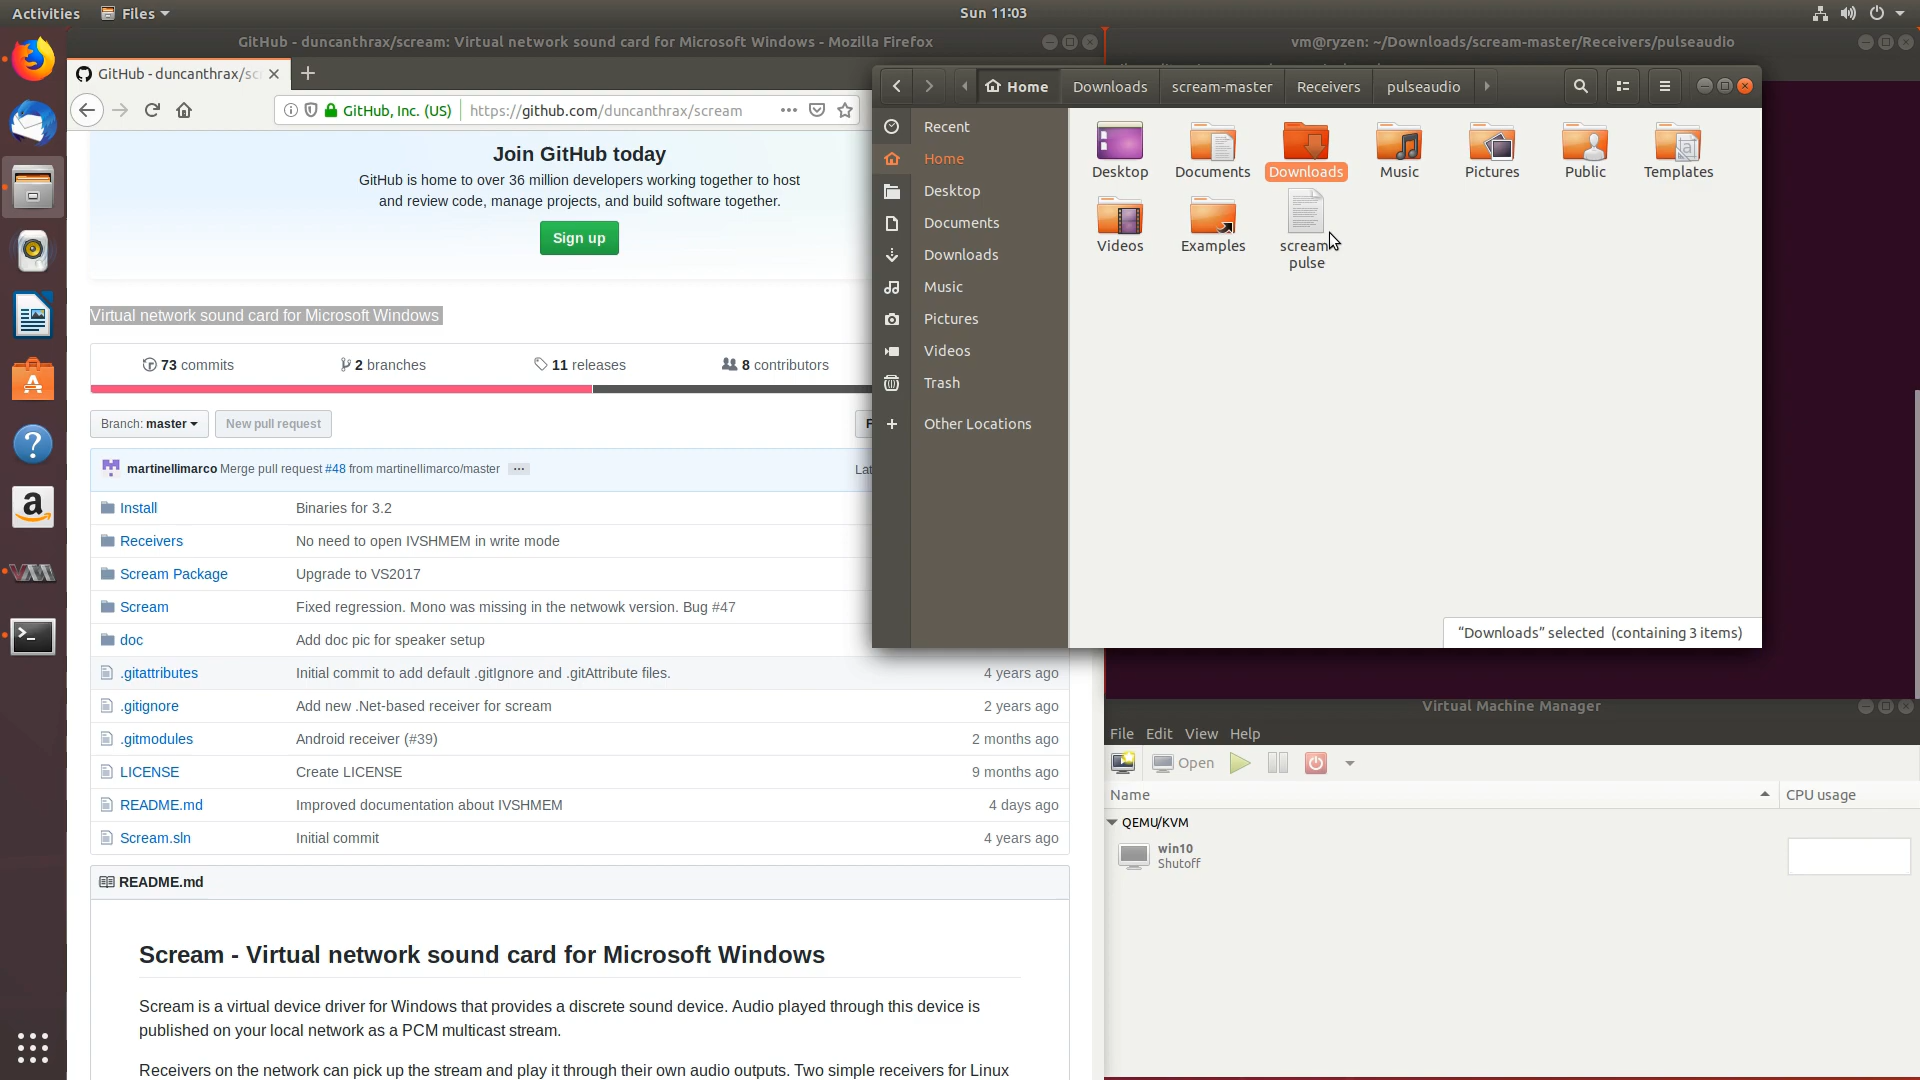 Activities
Files
Sun 11:03
GitHub - duncanthrax/scream: Virtual network sound card for Microsoft Windows - Mozilla Firefox
vm@ryzen: ~/Downloads/scream-master/Receivers/pulseaudio
GitHub - duncanthrax/sc
GitHub, Inc. (US)
https://github.com/duncanthrax/scream
Join GitHub today
GitHub is home to over 36 million developers working together to host
and review code, manage projects, and build software together.
Sign up
Virtual network sound card for Microsoft Windows
73 commits
2 branches
11 releases
8 contributors
Branch: master
New pull request
F
martinellimarco Merge pull request #48 from martinellimarco/master
Lat
Install
Binaries for 3.2
Receivers
No need to open IVSHMEM in write mode
Scream Package
Upgrade to VS2017
Scream
Fixed regression. Mono was missing in the netwowk version. Bug #47
doc
Add doc pic for speaker setup
.gitattributes
Initial commit to add default .gitIgnore and .gitAttribute files.
4 years ago
.gitignore
Add new .Net-based receiver for scream
2 years ago
.gitmodules
Android receiver (#39)
2 months ago
LICENSE
Create LICENSE
9 months ago
README.md
Improved documentation about IVSHMEM
4 days ago
Scream.sln
Initial commit
4 years ago
README.md
Scream - Virtual network sound card for Microsoft Windows
Scream is a virtual device driver for Windows that provides a discrete sound device. Audio played through this device is
published on your local network as a PCM multicast stream.
Receivers on the network can pick up the stream and play it through their own audio outputs. Two simple receivers for Linux
Home
Downloads
scream-master
Receivers
pulseaudio
Recent
Home
Desktop
Documents
Downloads
Music
Pictures
Videos
Trash
Other Locations
Desktop
Documents
Downloads
Music
Pictures
Public
Templates
Videos
Examples
scream-
pulse
“Downloads” selected (containing 3 items)
Virtual Machine Manager
File Edit View Help
Open
Name
CPU usage
QEMU/KVM
win10
Shutoff